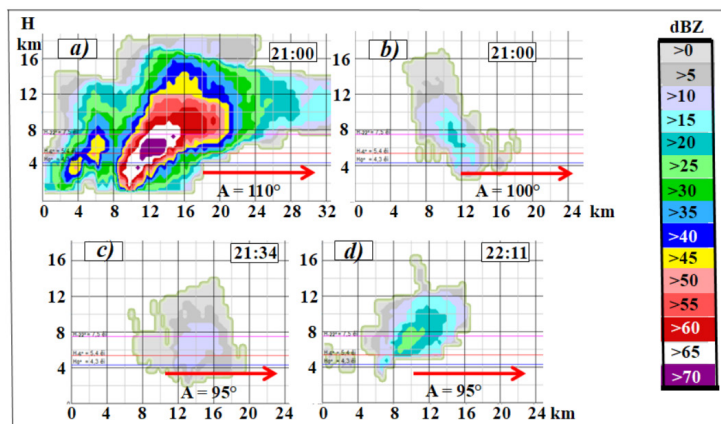 H
km
a)
21:00
16
12
8
4
A = 110°
0 4 8 12 16 20 24 28 32
b)
21:00
16
12
8
4
A = 100°
0 4 8 12 16 20 24 km
c)
21:34
16
12
8
4
A = 95°
0 4 8 12 16 20 24
d)
22:11
16
12
8
4
A = 95°
0 4 8 12 16 20 24
km
dBZ
>0
>5
>10
>15
>20
>25
>30
>35
>40
>45
>50
>55
>60
>65
>70